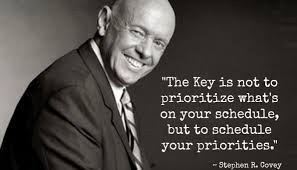 "The Key is not to
prioritize what's
on your schedule,
but to schedule
your priorities."
~ Stephen R. Covey